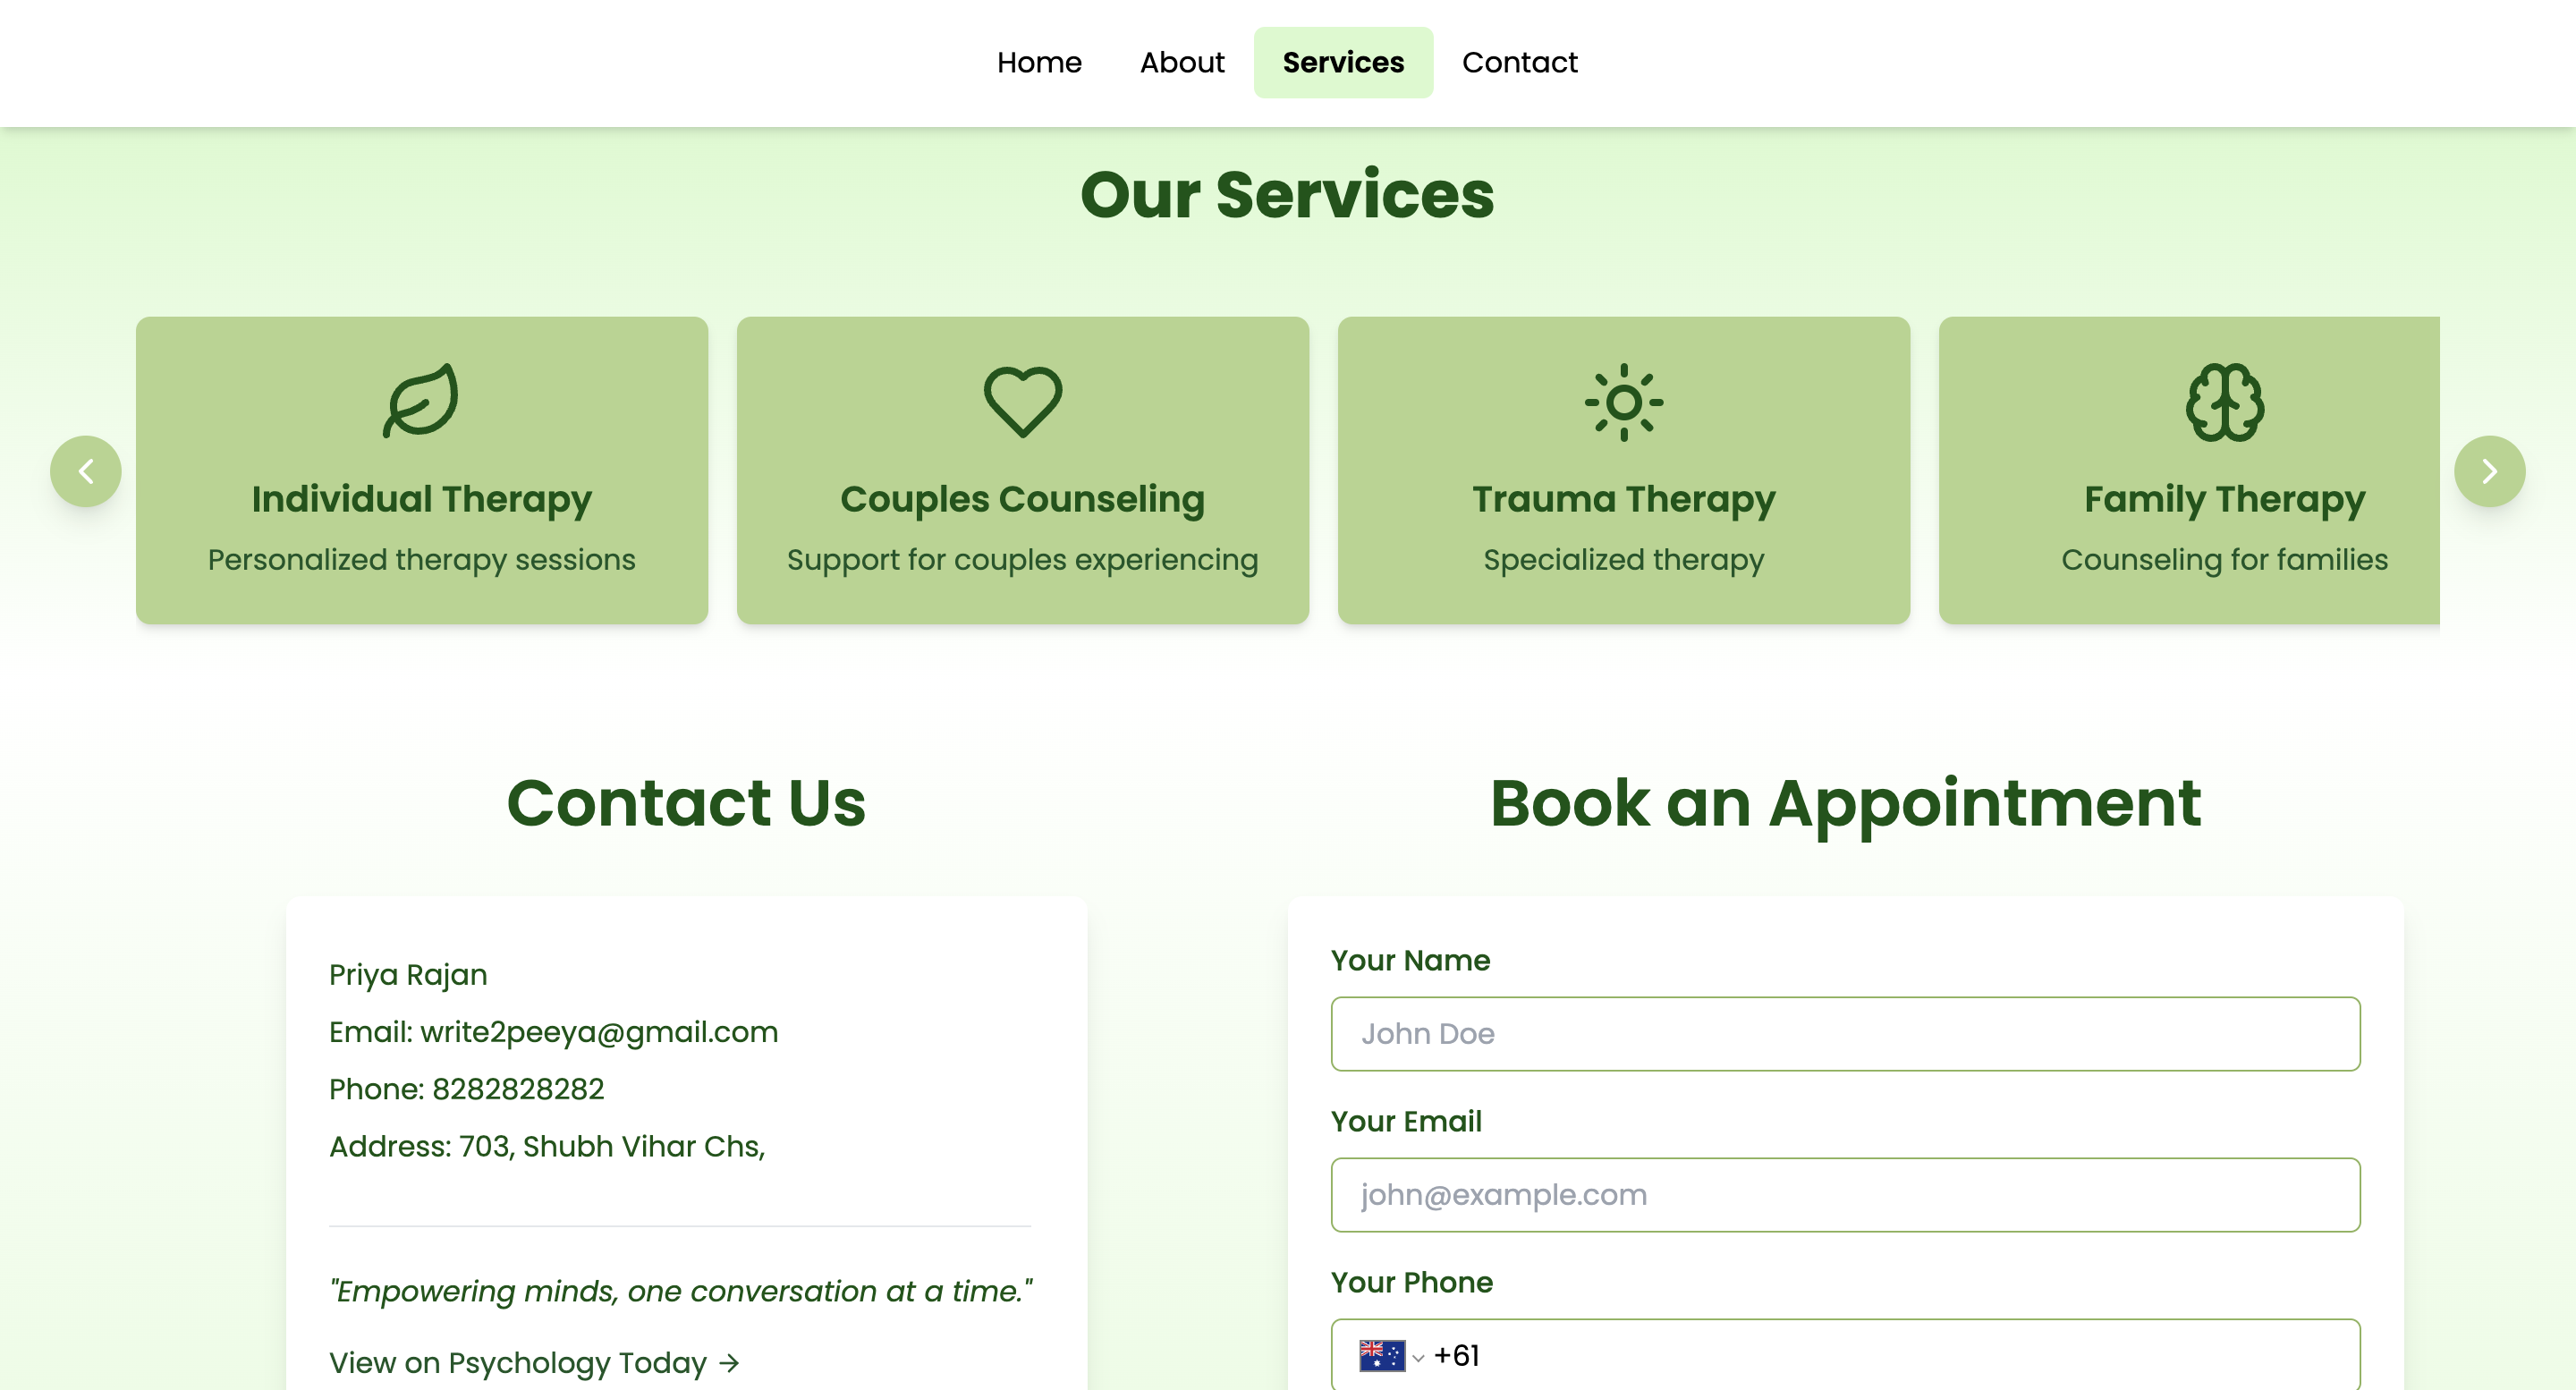 Home About Services Contact
Our Services
Individual Therapy
Personalized therapy sessions
Couples Counseling
Support for couples experiencing
Trauma Therapy
Specialized therapy
Family Therapy
Counseling for families
Contact Us
Priya Rajan
Email: write2peeya@gmail.com
Phone: 8282828282
Address: 703, Shubh Vihar Chs,
"Empowering minds, one conversation at a time."
View on Psychology Today →
Book an Appointment
Your Name
John Doe
Your Email
john@example.com
Your Phone
+61